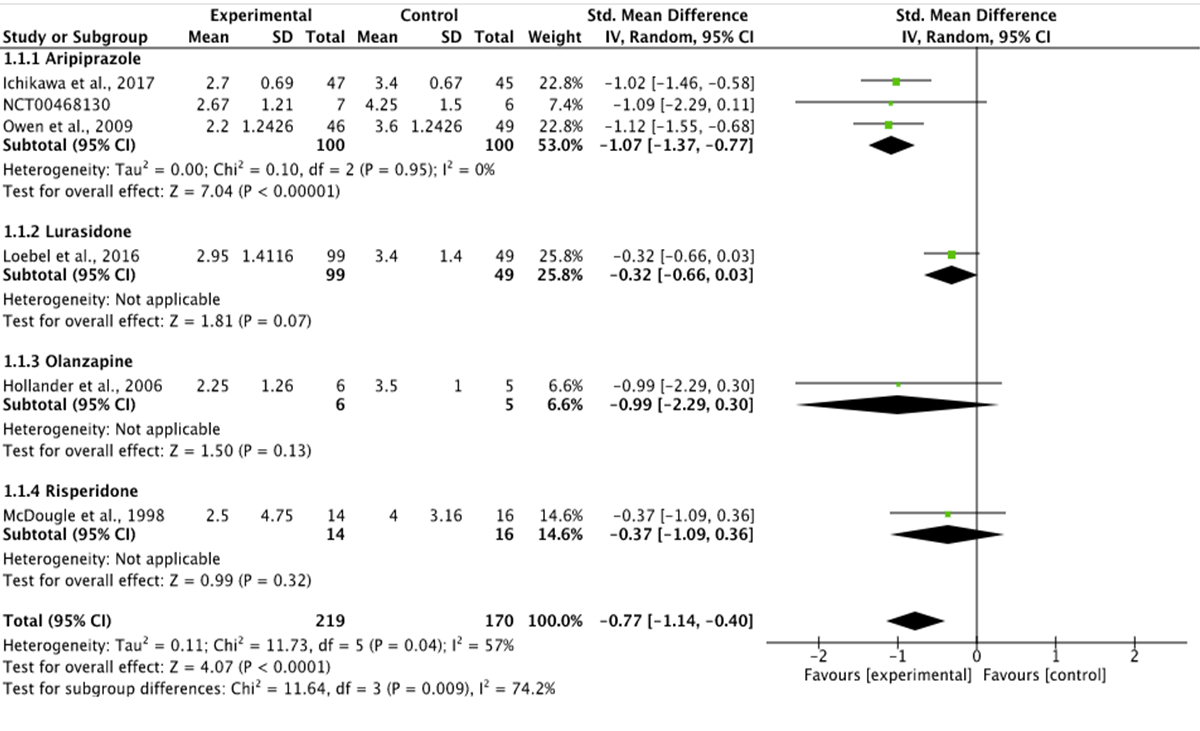 Experimental Control Std. Mean Difference Std. Mean Difference
Study or Subgroup Mean SD Total Mean SD Total Weight IV, Random, 95% CI IV, Random, 95% CI
1.1.1 Aripiprazole
Ichikawa et al., 2017 2.7 0.69 47 3.4 0.67 45 22.8% −1.02 [−1.46, −0.58]
NCT00468130 2.67 1.21 7 4.25 1.5 6 7.4% −1.09 [−2.29, 0.11]
Owen et al., 2009 2.2 1.2426 46 3.6 1.2426 49 22.8% −1.12 [−1.55, −0.68]
Subtotal (95% CI) 100 100 53.0% −1.07 [−1.37, −0.77]
Heterogeneity: Tau² = 0.00; Chi² = 0.10, df = 2 (P = 0.95); I² = 0%
Test for overall effect: Z = 7.04 (P < 0.00001)
1.1.2 Lurasidone
Loebel et al., 2016 2.95 1.4116 99 3.4 1.4 49 25.8% −0.32 [−0.66, 0.03]
Subtotal (95% CI) 99 49 25.8% −0.32 [−0.66, 0.03]
Heterogeneity: Not applicable
Test for overall effect: Z = 1.81 (P = 0.07)
1.1.3 Olanzapine
Hollander et al., 2006 2.25 1.26 6 3.5 1 5 6.6% −0.99 [−2.29, 0.30]
Subtotal (95% CI) 6 5 6.6% −0.99 [−2.29, 0.30]
Heterogeneity: Not applicable
Test for overall effect: Z = 1.50 (P = 0.13)
1.1.4 Risperidone
McDougle et al., 1998 2.5 4.75 14 4 3.16 16 14.6% −0.37 [−1.09, 0.36]
Subtotal (95% CI) 14 16 14.6% −0.37 [−1.09, 0.36]
Heterogeneity: Not applicable
Test for overall effect: Z = 0.99 (P = 0.32)
Total (95% CI) 219 170 100.0% −0.77 [−1.14, −0.40]
Heterogeneity: Tau² = 0.11; Chi² = 11.73, df = 5 (P = 0.04); I² = 57%
Test for overall effect: Z = 4.07 (P < 0.0001)
Test for subgroup differences: Chi² = 11.64, df = 3 (P = 0.009), I² = 74.2%
−2 −1 0 1 2
Favours [experimental] Favours [control]